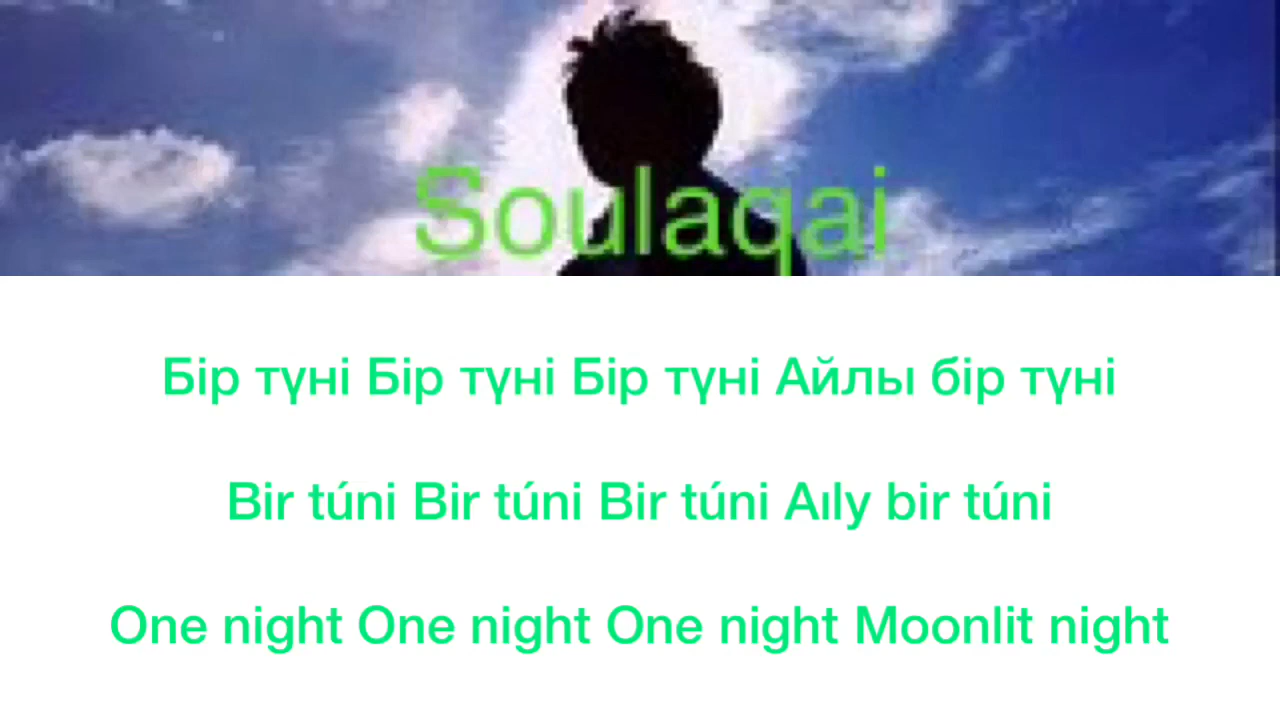 Soulaqai
Бір түні Бір түні Бір түні Айлы бір түні
Bir túni Bir túni Bir túni Aıly bir túni
One night One night One night Moonlit night